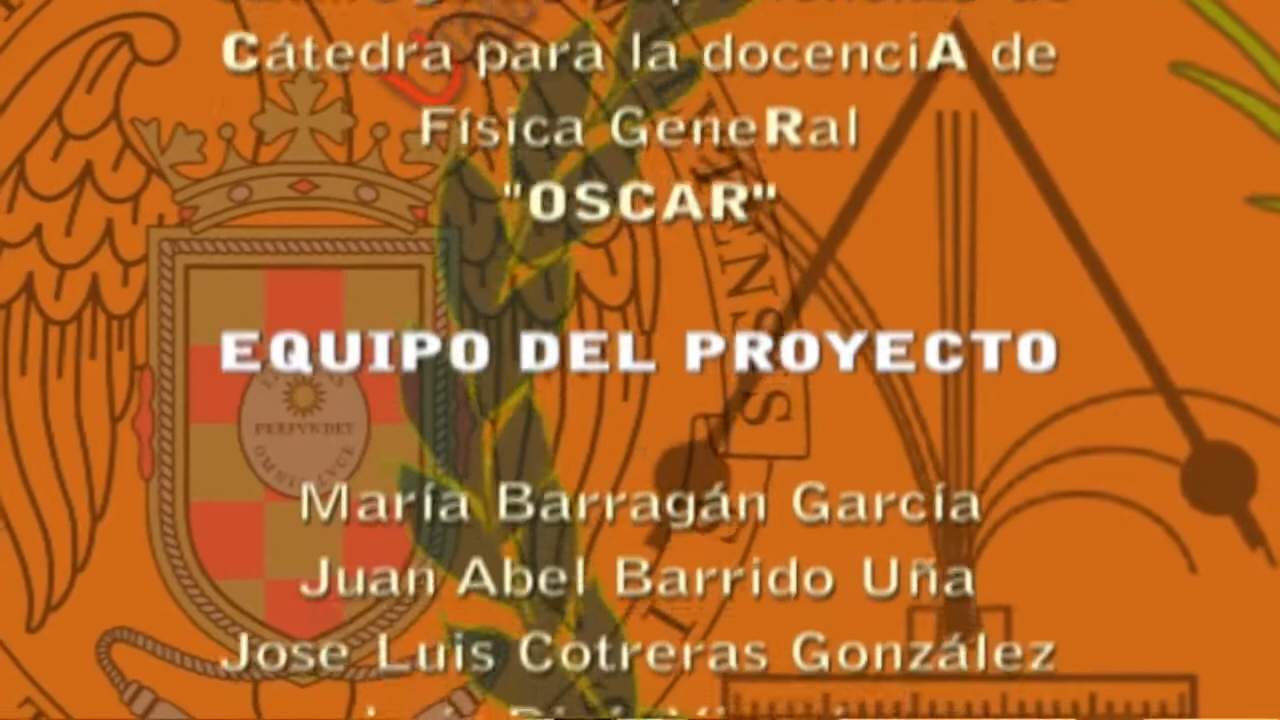 Cátedra para la docenciA de
Física GeneRal
"OSCAR"
EQUIPO DEL PROYECTO
María Barragán García
Juan Abel Barrido Uña
Jose Luis Cotreras González
PERFVNDET